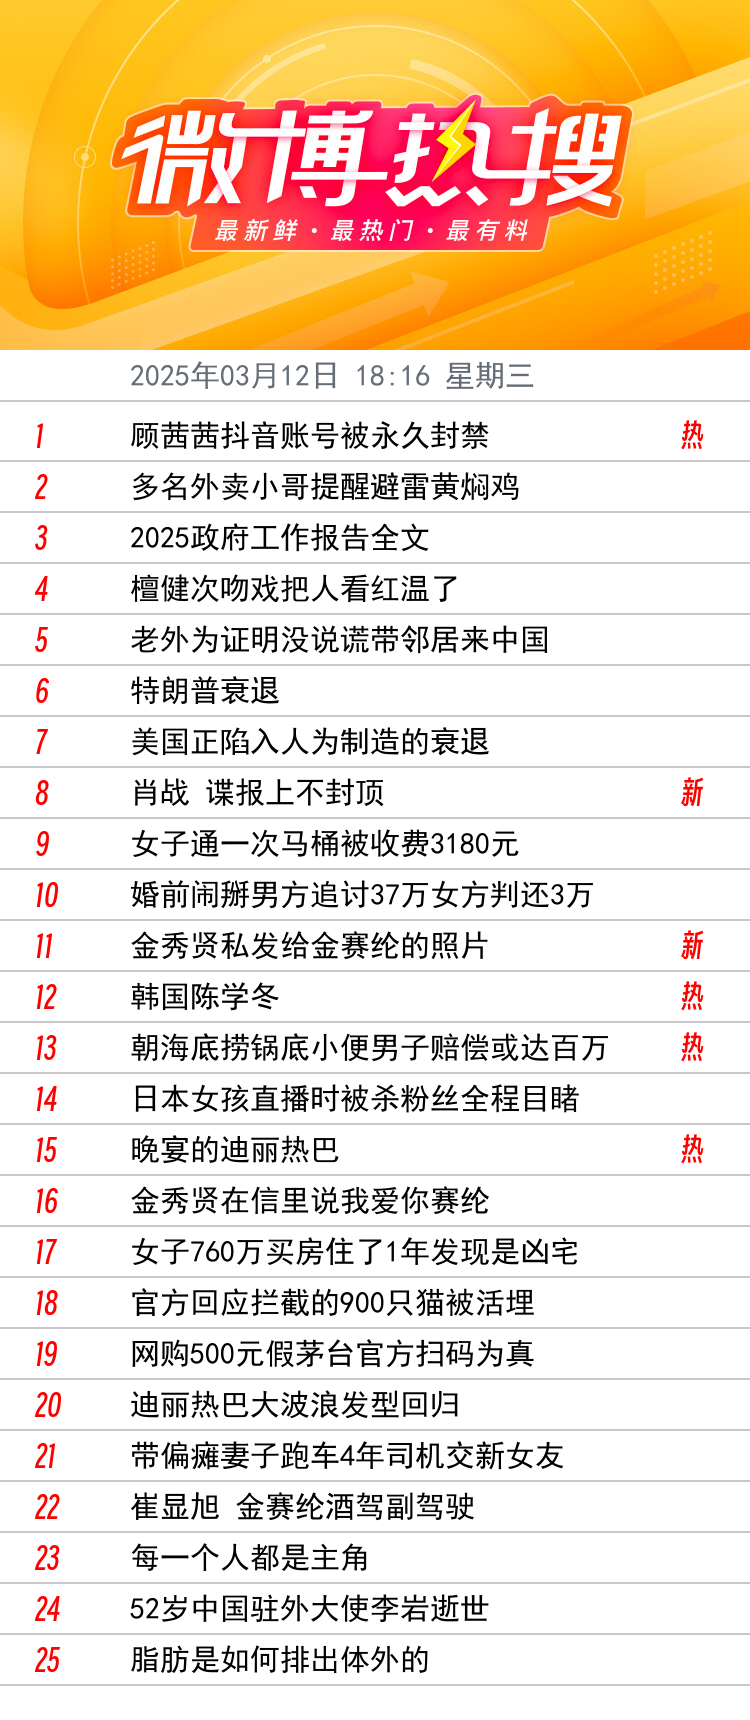 微博热搜
最新鲜·最热门·最有料
2025年03月12日 18:16 星期三
1 顾茜茜抖音账号被永久封禁 热
2 多名外卖小哥提醒避雷黄焖鸡
3 2025政府工作报告全文
4 檀健次吻戏把人看红温了
5 老外为证明没说谎带邻居来中国
6 特朗普衰退
7 美国正陷入人为制造的衰退
8 肖战 谍报上不封顶 新
9 女子通一次马桶被收费3180元
10 婚前闹掰男方追讨37万女方判还3万
11 金秀贤私发给金赛纶的照片 新
12 韩国陈学冬 热
13 朝海底捞锅底小便男子赔偿或达百万 热
14 日本女孩直播时被杀粉丝全程目睹
15 晚宴的迪丽热巴 热
16 金秀贤在信里说我爱你赛纶
17 女子760万买房住了1年发现是凶宅
18 官方回应拦截的900只猫被活埋
19 网购500元假茅台官方扫码为真
20 迪丽热巴大波浪发型回归
21 带偏瘫妻子跑车4年司机交新女友
22 崔显旭 金赛纶酒驾副驾驶
23 每一个人都是主角
24 52岁中国驻外大使李岩逝世
25 脂肪是如何排出体外的